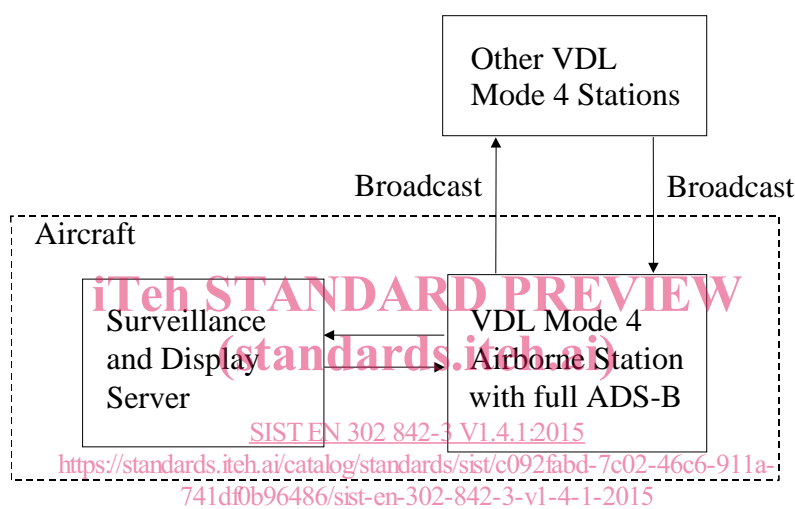 Other VDL
Mode 4 Stations
Broadcast
Broadcast
Aircraft
iTeh STANDARD PREVIEW
(standards.iteh.ai)
Surveillance
and Display
Server
VDL Mode 4
Airborne Station
with full ADS-B
SIST EN 302 842-3 V1.4.1:2015
https://standards.iteh.ai/catalog/standards/sist/c092fabd-7c02-46c6-911a-
741df0b96486/sist-en-302-842-3-v1-4-1-2015